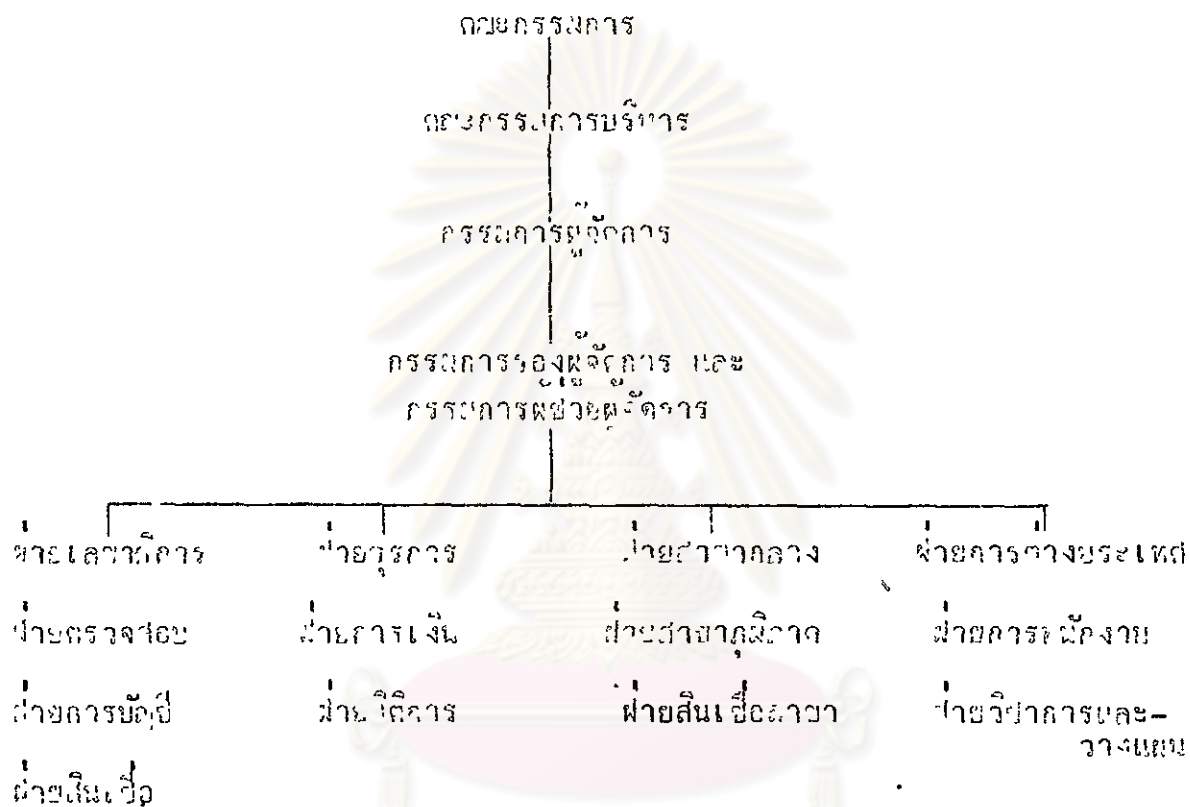 คณะกรรมการ
คณะกรรมการบริหาร
กรรมการผู้จัดการ
กรรมการรองผู้จัดการ และ
กรรมการผู้ช่วยผู้จัดการ
ฝ่ายเลขาธิการ ฝ่ายธุรการ ฝ่ายสาขากลาง ฝ่ายการต่างประเทศ
ฝ่ายตรวจสอบ ฝ่ายการเงิน ฝ่ายสาขาภูมิภาค ฝ่ายการพนักงาน
ฝ่ายการบัญชี ฝ่ายนิติการ ฝ่ายสินเชื่อสาขา ฝ่ายวิชาการและ-
วางแผน
ฝ่ายสินเชื่อ